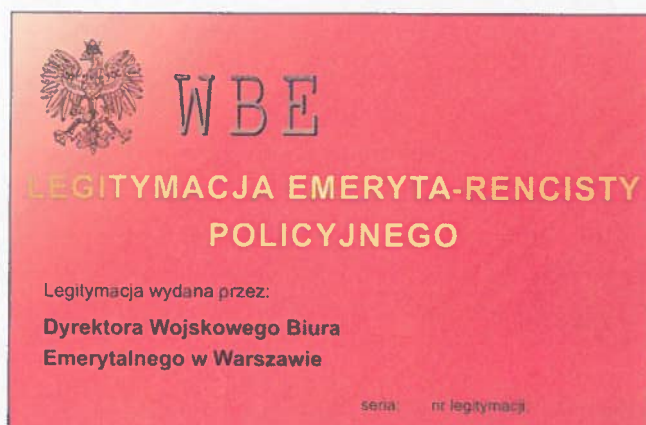 WBE
LEGITYMACJA EMERYTA-RENCISTY
POLICYJNEGO
Legitymacja wydana przez:
Dyrektora Wojskowego Biura
Emerytalnego w Warszawie
seria: nr legitymacji: